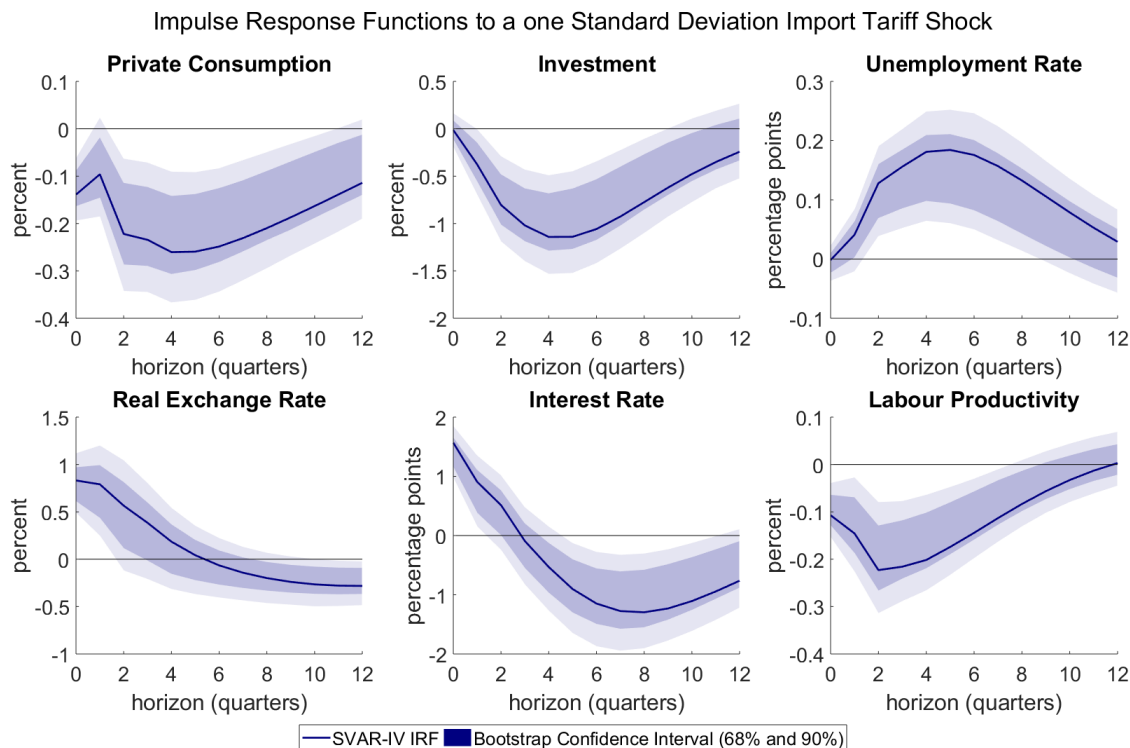 Impulse Response Functions to a one Standard Deviation Import Tariff Shock
Private Consumption
0.1
0
-0.1
-0.2
-0.3
-0.4
percent
0 2 4 6 8 10 12
horizon (quarters)
Investment
0.5
0
-0.5
-1
-1.5
-2
percent
0 2 4 6 8 10 12
horizon (quarters)
Unemployment Rate
0.3
0.2
0.1
0
-0.1
percentage points
0 2 4 6 8 10 12
horizon (quarters)
Real Exchange Rate
1.5
1
0.5
0
-0.5
-1
percent
0 2 4 6 8 10 12
horizon (quarters)
Interest Rate
2
1
0
-1
-2
percentage points
0 2 4 6 8 10 12
horizon (quarters)
Labour Productivity
0.1
0
-0.1
-0.2
-0.3
-0.4
percent
0 2 4 6 8 10 12
horizon (quarters)
SVAR-IV IRF Bootstrap Confidence Interval (68% and 90%)